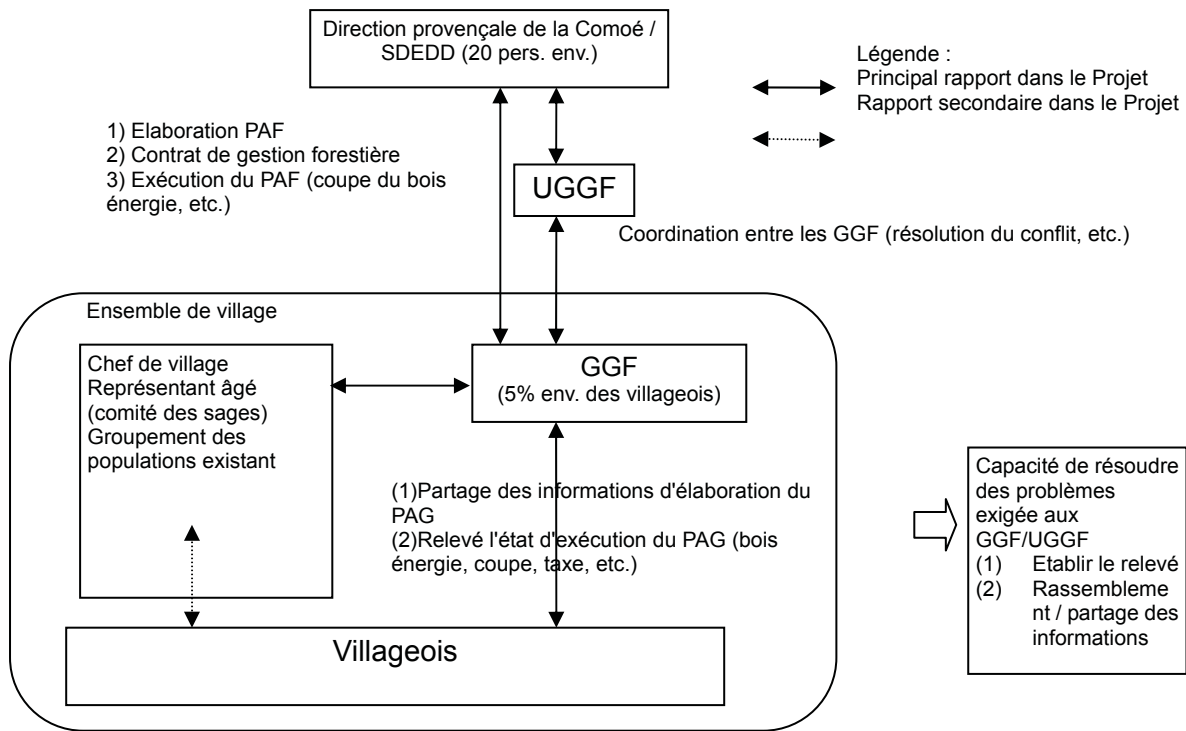 Direction provençale de la Comoé /
SDEDD (20 pers. env.)
Légende :
Principal rapport dans le Projet
Rapport secondaire dans le Projet
1) Elaboration PAF
2) Contrat de gestion forestière
3) Exécution du PAF (coupe du bois
énergie, etc.)
UGGF
Coordination entre les GGF (résolution du conflit, etc.)
Ensemble de village
Chef de village
Représentant âgé
(comité des sages)
Groupement des
populations existant
GGF
(5% env. des villageois)
(1)Partage des informations d'élaboration du
PAG
(2)Relevé l'état d'exécution du PAG (bois
énergie, coupe, taxe, etc.)
Villageois
Capacité de résoudre
des problèmes
exigée aux
GGF/UGGF
(1) Etablir le relevé
(2) Rassembleme
nt / partage des
informations